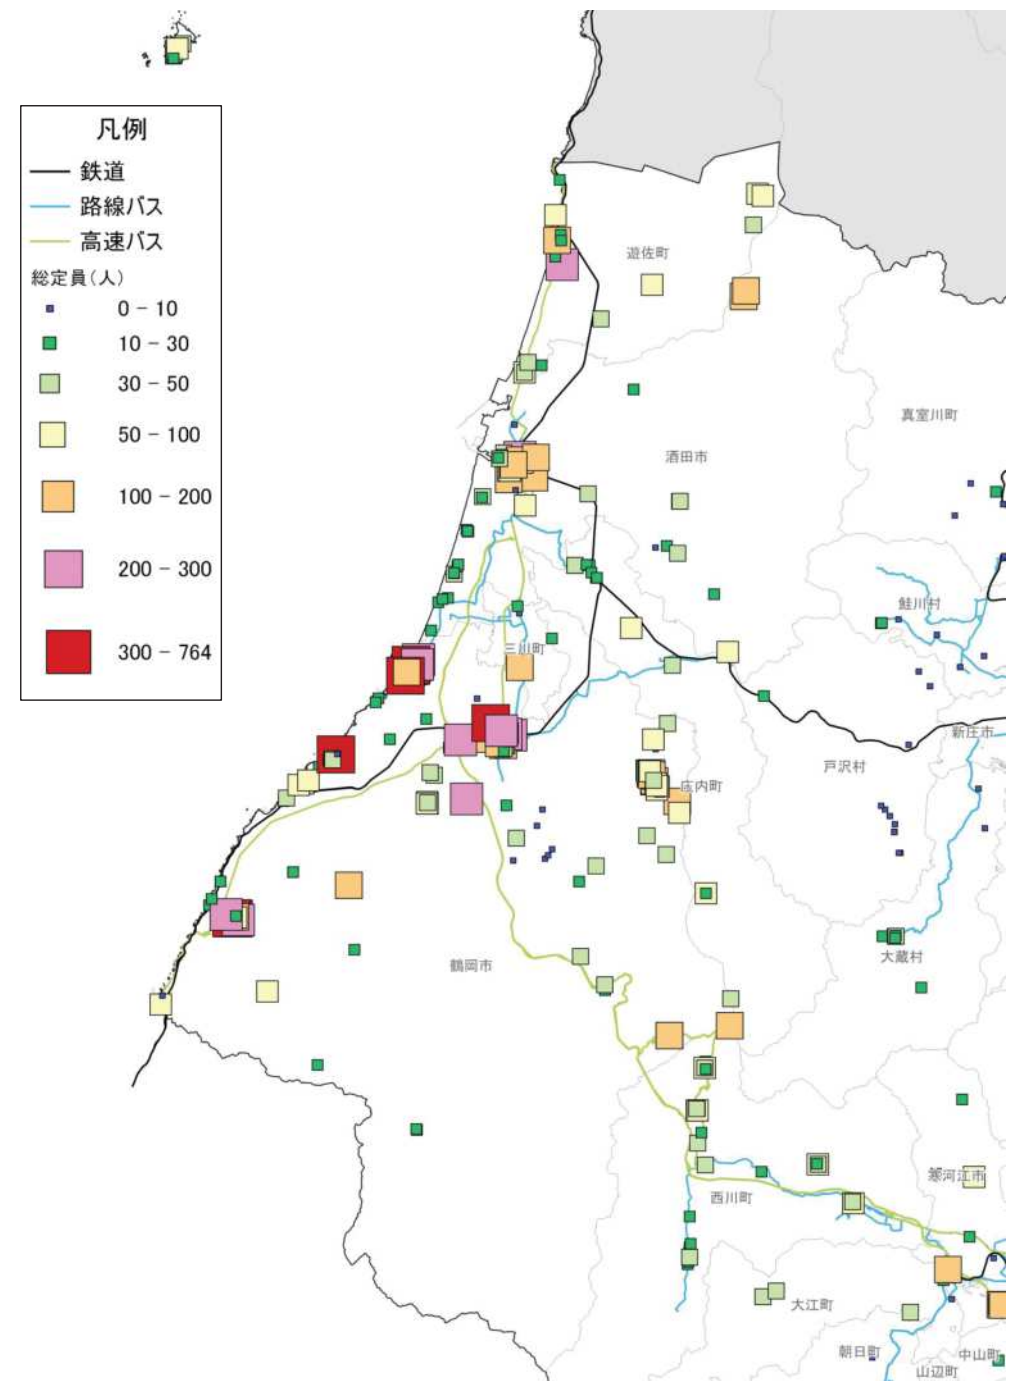 凡例
鉄道
路線バス
高速バス
総定員(人)
0 - 10
10 - 30
30 - 50
50 - 100
100 - 200
200 - 300
300 - 764
遊佐町
真室川町
酒田市
鮭川村
三川町
新庄市
戸沢村
庄内町
大蔵村
鶴岡市
寒河江市
西川町
大江町
朝日町
中山町
山辺町